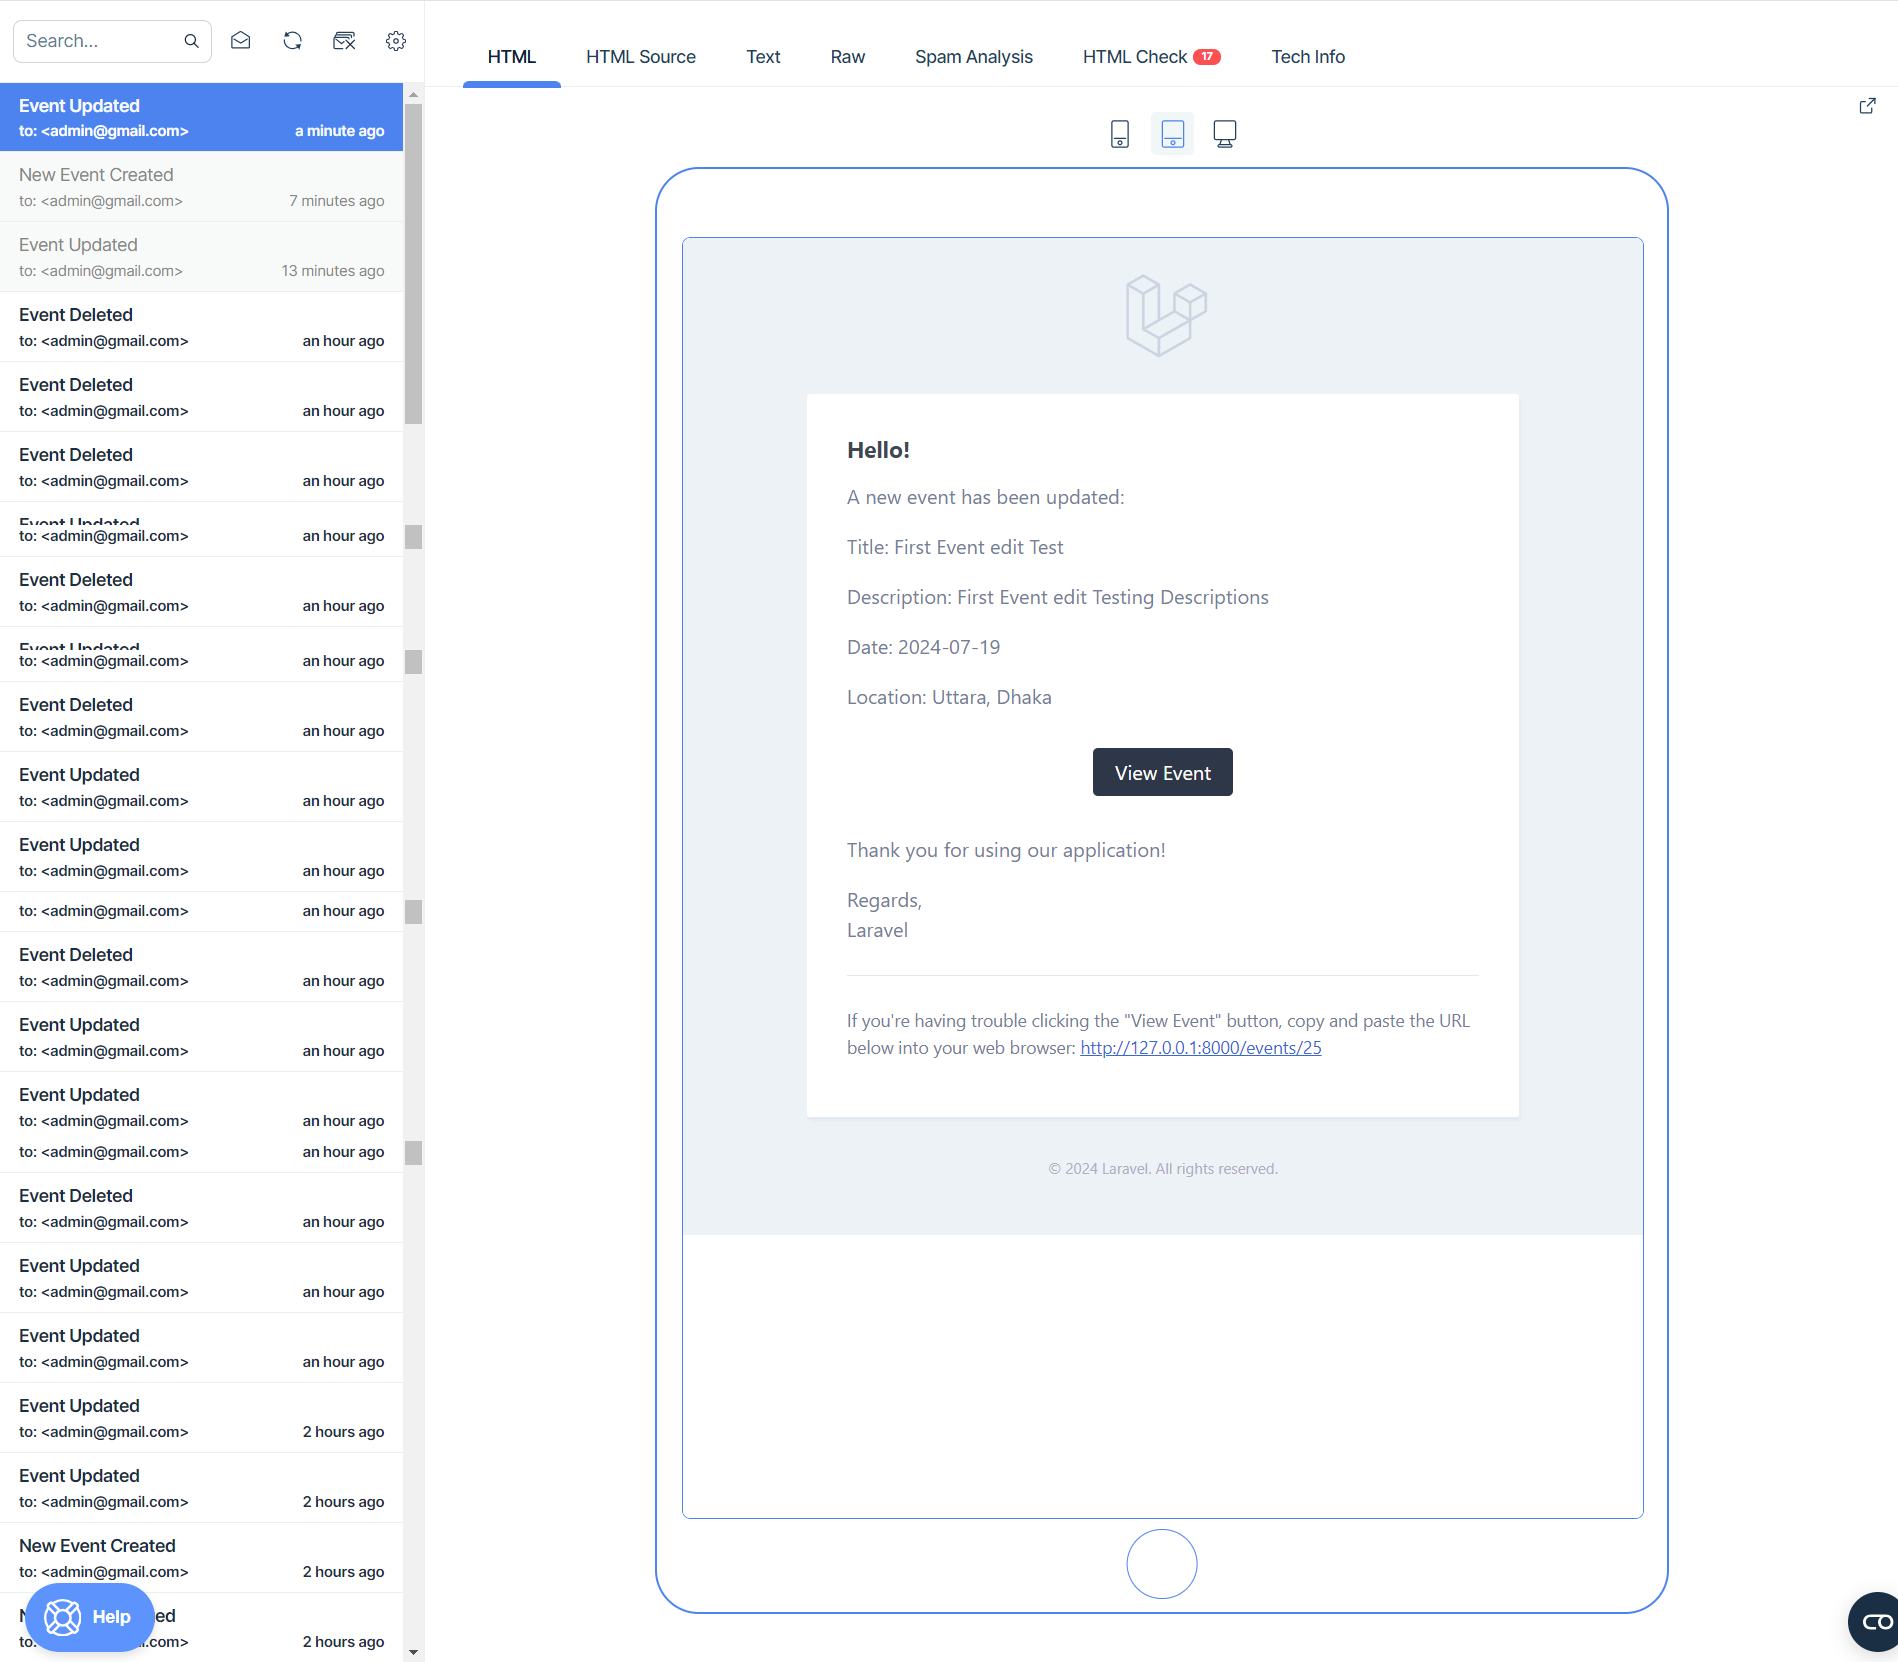 Search...
HTML
HTML Source
Text
Raw
Spam Analysis
HTML Check 17
Tech Info
Event Updated
to: <admin@gmail.com> a minute ago
New Event Created
to: <admin@gmail.com> 7 minutes ago
Event Updated
to: <admin@gmail.com> 13 minutes ago
Event Deleted
to: <admin@gmail.com> an hour ago
Event Deleted
to: <admin@gmail.com> an hour ago
Event Deleted
to: <admin@gmail.com> an hour ago
Event Updated
to: <admin@gmail.com> an hour ago
Event Deleted
to: <admin@gmail.com> an hour ago
Event Updated
to: <admin@gmail.com> an hour ago
Event Deleted
to: <admin@gmail.com> an hour ago
Event Updated
to: <admin@gmail.com> an hour ago
Event Updated
to: <admin@gmail.com> an hour ago
to: <admin@gmail.com> an hour ago
Event Deleted
to: <admin@gmail.com> an hour ago
Event Updated
to: <admin@gmail.com> an hour ago
Event Updated
to: <admin@gmail.com> an hour ago
to: <admin@gmail.com> an hour ago
Event Deleted
to: <admin@gmail.com> an hour ago
Event Updated
to: <admin@gmail.com> an hour ago
Event Updated
to: <admin@gmail.com> an hour ago
Event Updated
to: <admin@gmail.com> 2 hours ago
Event Updated
to: <admin@gmail.com> 2 hours ago
New Event Created
to: <admin@gmail.com> 2 hours ago
Help
to: 2 hours ago
Hello!
A new event has been updated:
Title: First Event edit Test
Description: First Event edit Testing Descriptions
Date: 2024-07-19
Location: Uttara, Dhaka
View Event
Thank you for using our application!
Regards,
Laravel
If you're having trouble clicking the "View Event" button, copy and paste the URL
below into your web browser: http://127.0.0.1:8000/events/25
© 2024 Laravel. All rights reserved.